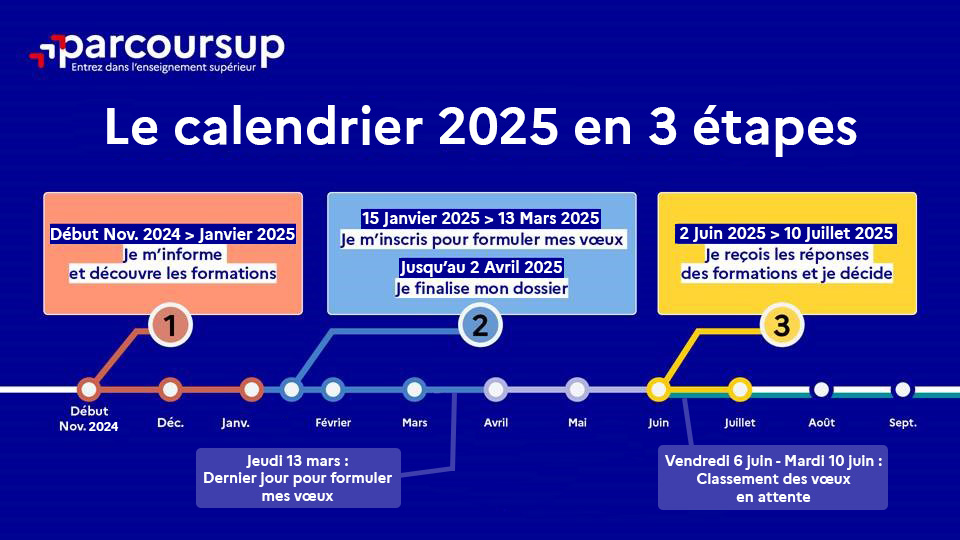 parcoursup
Entrez dans l'enseignement supérieur
Le calendrier 2025 en 3 étapes
Début Nov. 2024 > Janvier 2025
Je m'informe
et découvre les formations
1
15 Janvier 2025 > 13 Mars 2025
Je m'inscris pour formuler mes vœux
Jusqu'au 2 Avril 2025
Je finalise mon dossier
2
2 Juin 2025 > 10 Juillet 2025
Je reçois les réponses
des formations et je décide
3
Début
Nov. 2024
Déc.
Janv.
Février
Mars
Avril
Mai
Juin
Juillet
Août
Sept.
Jeudi 13 mars :
Dernier jour pour formuler
mes vœux
Vendredi 6 juin - Mardi 10 juin :
Classement des vœux
en attente